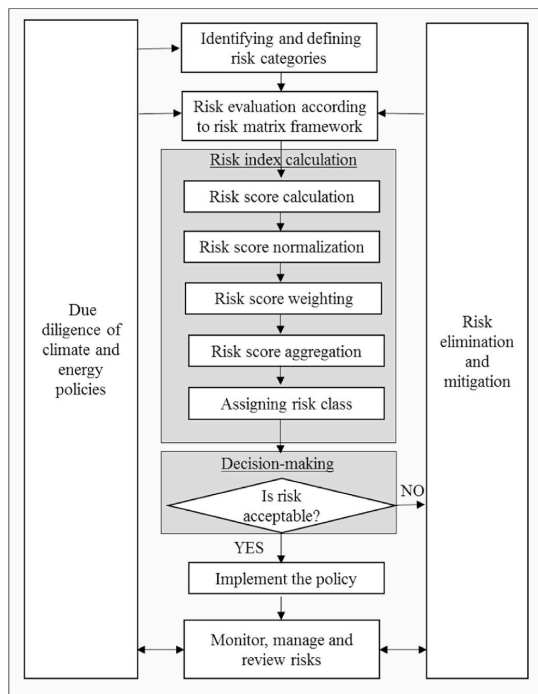 Identifying and defining
risk categories
Risk evaluation according
to risk matrix framework
Risk index calculation
Risk score calculation
Risk score normalization
Risk score weighting
Risk score aggregation
Assigning risk class
Due
diligence of
climate and
energy
policies
Risk
elimination
and
mitigation
Decision-making
Is risk
acceptable?
NO
YES
Implement the policy
Monitor, manage and
review risks